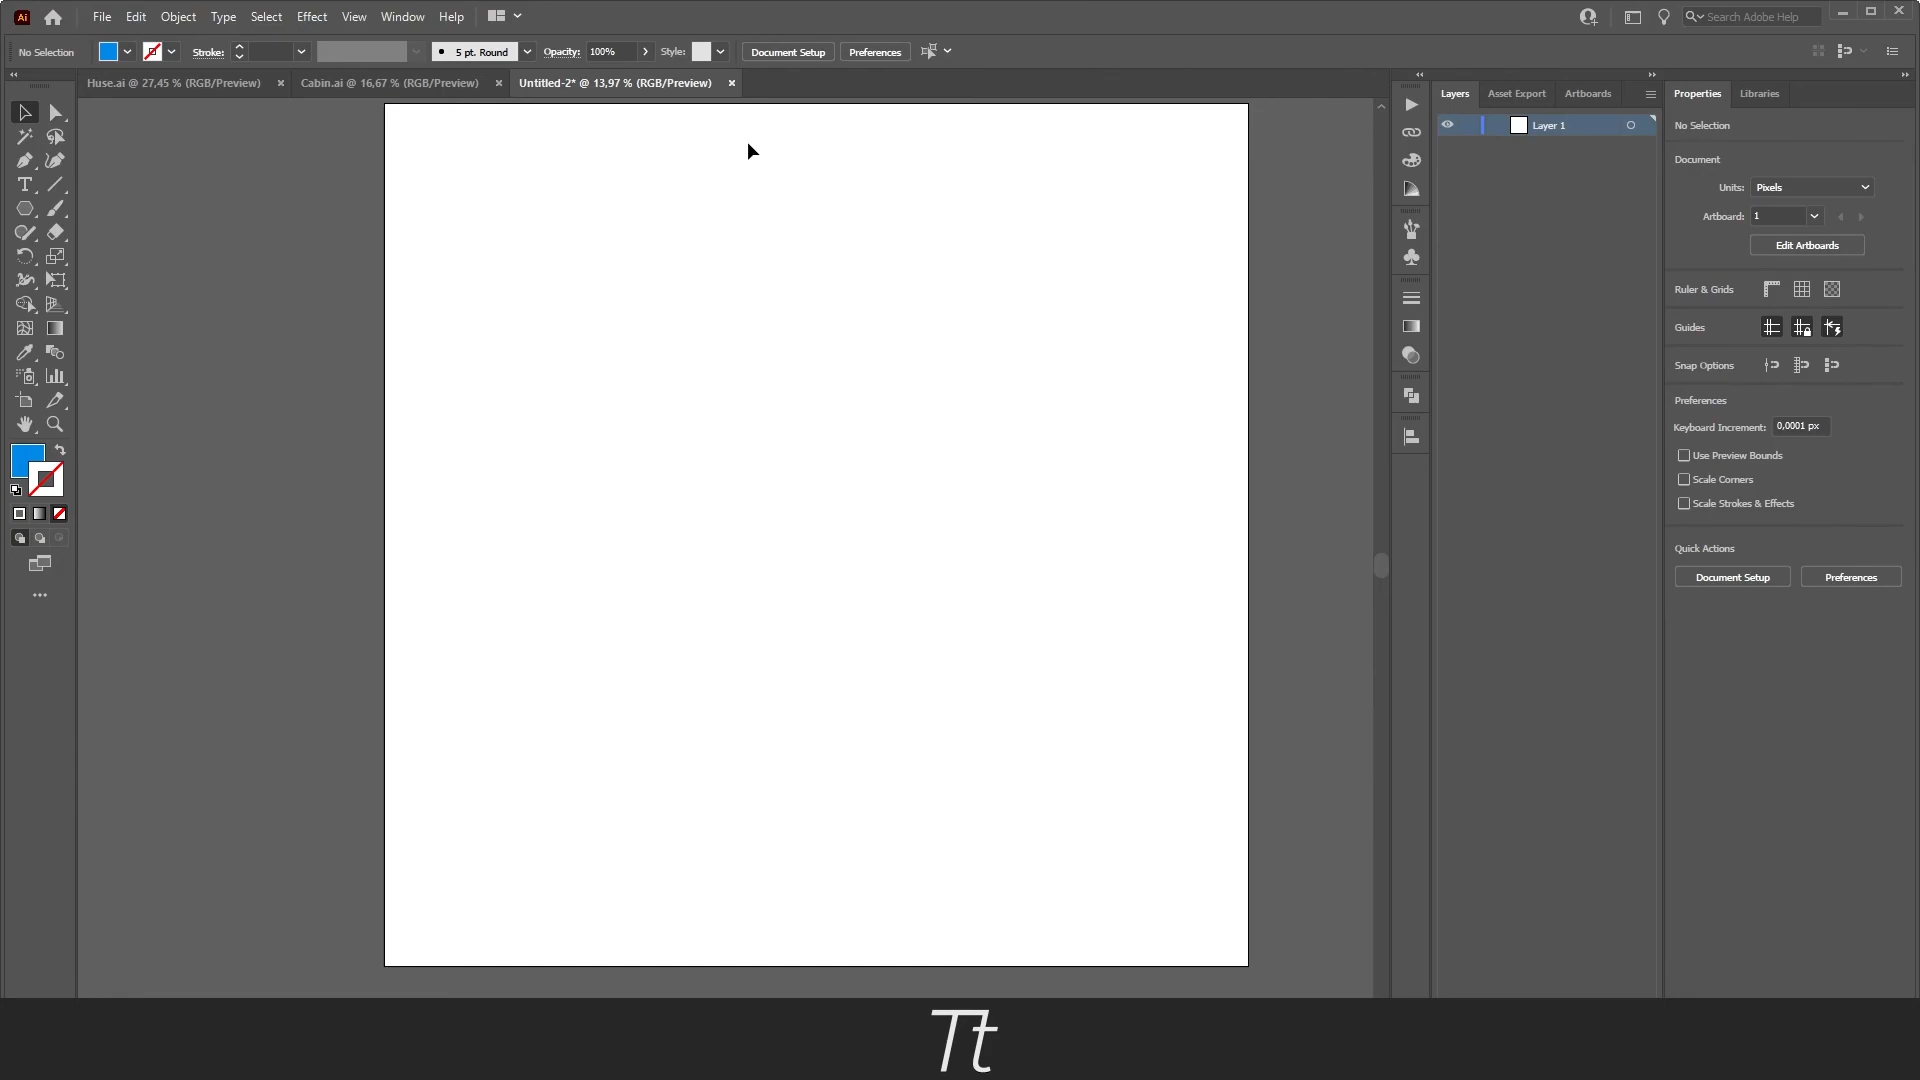 Ai File Edit Object Type Select Effect View Window Help Search Adobe Help
No Selection Stroke: 5 pt. Round Opacity: 100% Style: Document Setup Preferences
Huse.ai @ 27,45 % (RGB/Preview) Cabin.ai @ 16,67 % (RGB/Preview) Untitled-2* @ 13,97 % (RGB/Preview)
Layers Asset Export Artboards
Layer 1
Properties Libraries
No Selection
Document
Units: Pixels
Artboard: 1
Edit Artboards
Ruler & Grids
Guides
Snap Options
Preferences
Keyboard Increment: 0,0001 px
Use Preview Bounds
Scale Corners
Scale Strokes & Effects
Quick Actions
Document Setup Preferences
Tt